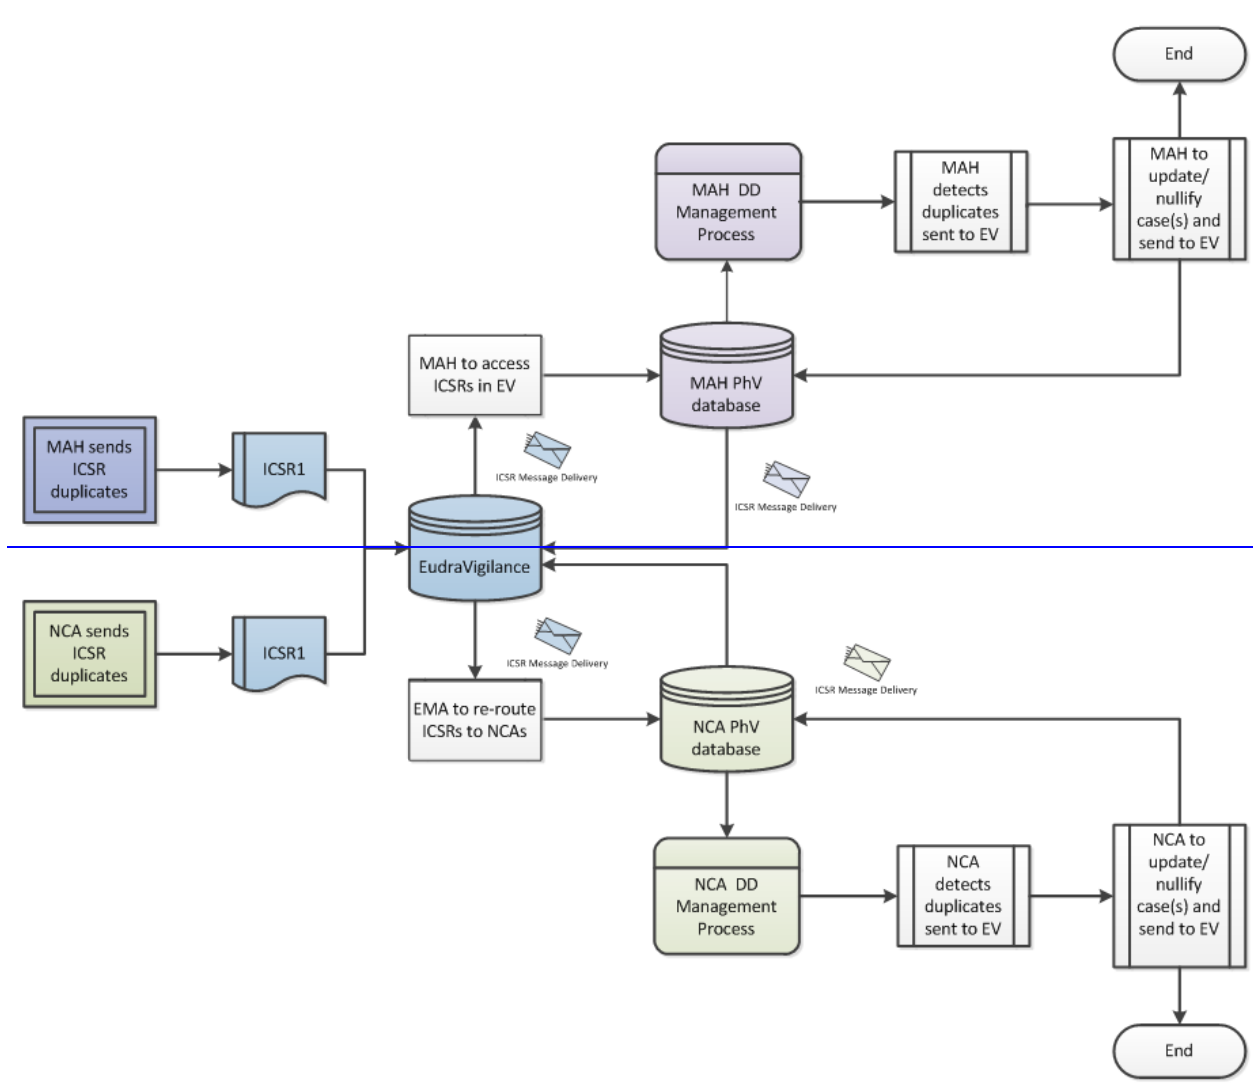 End
MAH to
update/
nullify
case(s) and
send to EV
MAH
detects
duplicates
sent to EV
MAH DD
Management
Process
MAH to access
ICSRs in EV
MAH PhV
database
MAH sends
ICSR
duplicates
ICSR1
ICSR Message Delivery
ICSR Message Delivery
EudraVigilance
NCA sends
ICSR
duplicates
ICSR1
ICSR Message Delivery
ICSR Message Delivery
EMA to re-route
ICSRs to NCAs
NCA PhV
database
NCA DD
Management
Process
NCA
detects
duplicates
sent to EV
NCA to
update/
nullify
case(s) and
send to EV
End